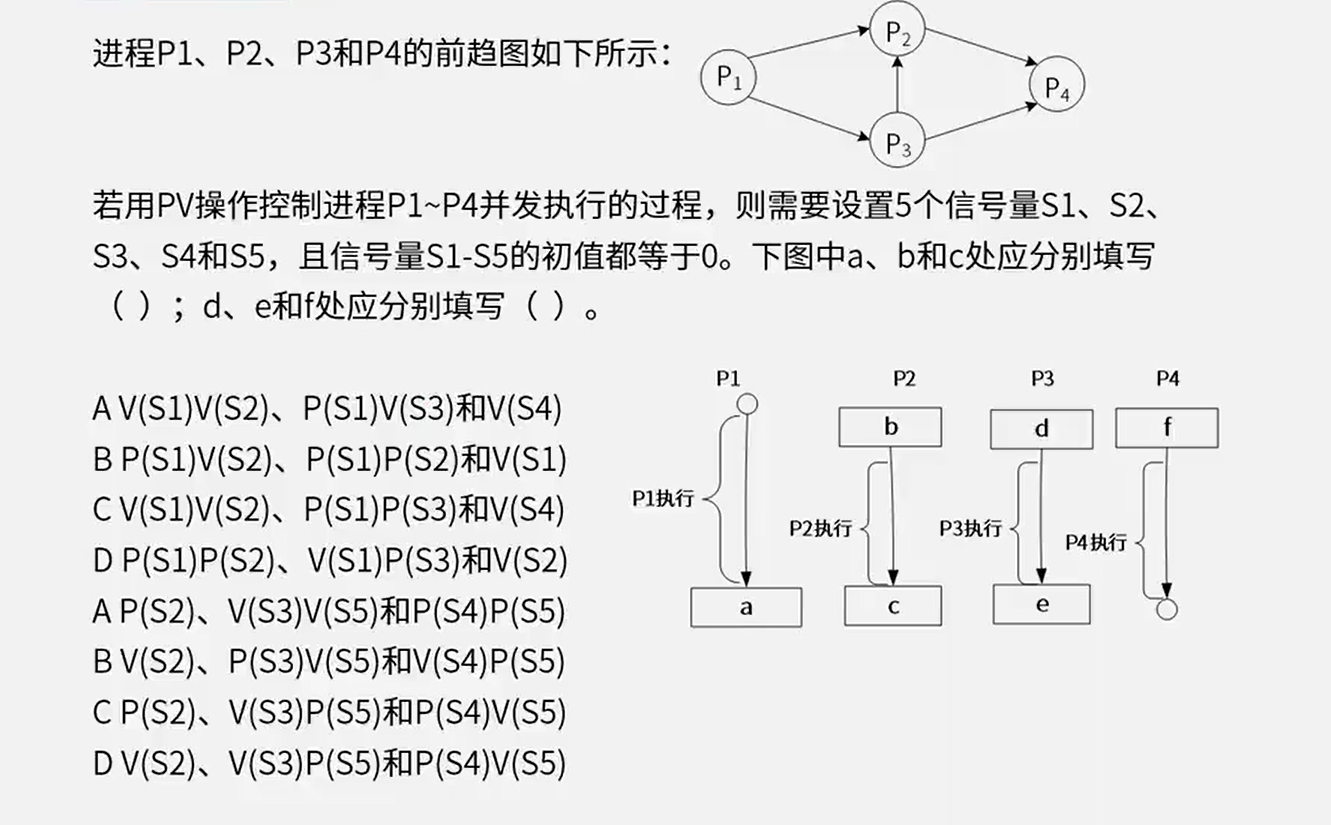 进程P1、P2、P3和P4的前趋图如下所示：
P1
P2
P3
P4
若用PV操作控制进程P1~P4并发执行的过程，则需要设置5个信号量S1、S2、
S3、S4和S5，且信号量S1-S5的初值都等于0。下图中a、b和c处应分别填写
（ ）；d、e和f处应分别填写（ ）。
A V(S1)V(S2)、P(S1)V(S3)和V(S4)
B P(S1)V(S2)、P(S1)P(S2)和V(S1)
C V(S1)V(S2)、P(S1)P(S3)和V(S4)
D P(S1)P(S2)、V(S1)P(S3)和V(S2)
A P(S2)、V(S3)V(S5)和P(S4)P(S5)
B V(S2)、P(S3)V(S5)和V(S4)P(S5)
C P(S2)、V(S3)P(S5)和P(S4)V(S5)
D V(S2)、V(S3)P(S5)和P(S4)V(S5)
P1 P2 P3 P4
b d f
P1执行 P2执行 P3执行 P4执行
a c e